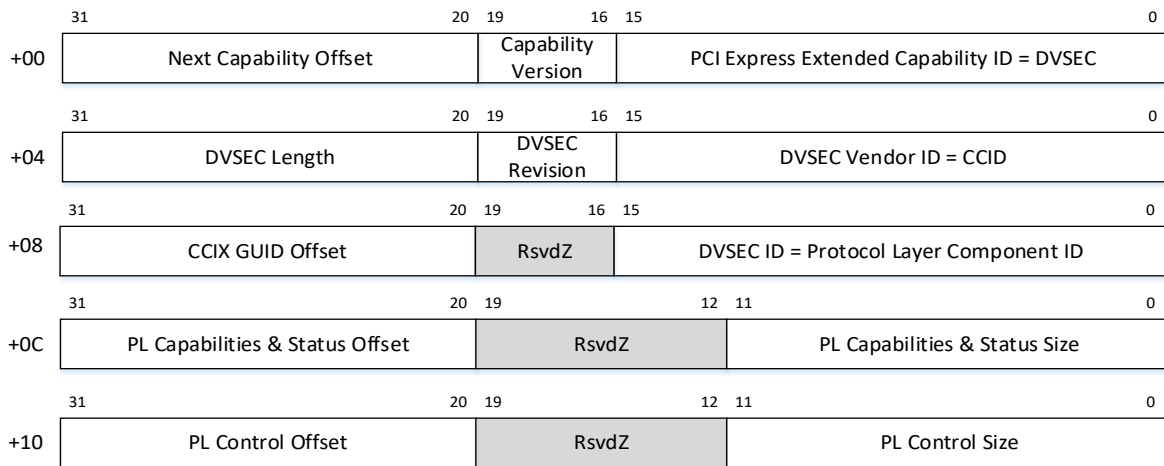 31 20 19 16 15 0
+00 Next Capability Offset Capability Version PCI Express Extended Capability ID = DVSEC
31 20 19 16 15 0
+04 DVSEC Length DVSEC Revision DVSEC Vendor ID = CCID
31 20 19 16 15 0
+08 CCIX GUID Offset RsvdZ DVSEC ID = Protocol Layer Component ID
31 20 19 12 11 0
+0C PL Capabilities & Status Offset RsvdZ PL Capabilities & Status Size
31 20 19 12 11 0
+10 PL Control Offset RsvdZ PL Control Size